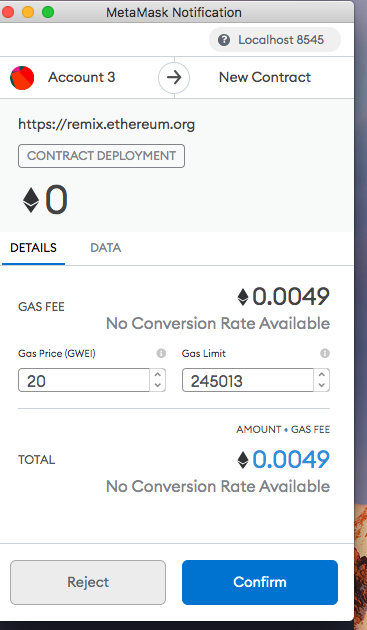 MetaMask Notification
? Localhost 8545
Account 3 New Contract
https://remix.ethereum.org
CONTRACT DEPLOYMENT
0
DETAILS DATA
GAS FEE 0.0049
No Conversion Rate Available
Gas Price (GWEI) Gas Limit
20 245013
AMOUNT + GAS FEE
TOTAL 0.0049
No Conversion Rate Available
Reject Confirm